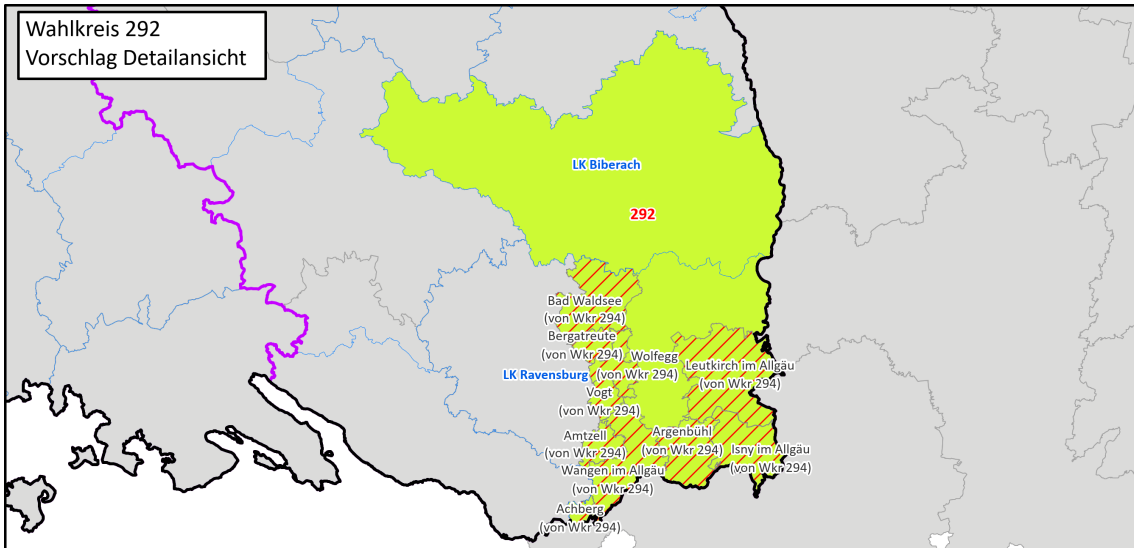 Wahlkreis 292
Vorschlag Detailansicht
LK Biberach
292
Bad Waldsee
(von Wkr 294)
Bergatreute
(von Wkr 294)
Wolfegg
(von Wkr 294)
Leutkirch im Allgäu
(von Wkr 294)
LK Ravensburg
Vogt
(von Wkr 294)
Amtzell
(von Wkr 294)
Argenbühl
(von Wkr 294)
Isny im Allgäu
(von Wkr 294)
Wangen im Allgäu
(von Wkr 294)
Achberg
(von Wkr 294)